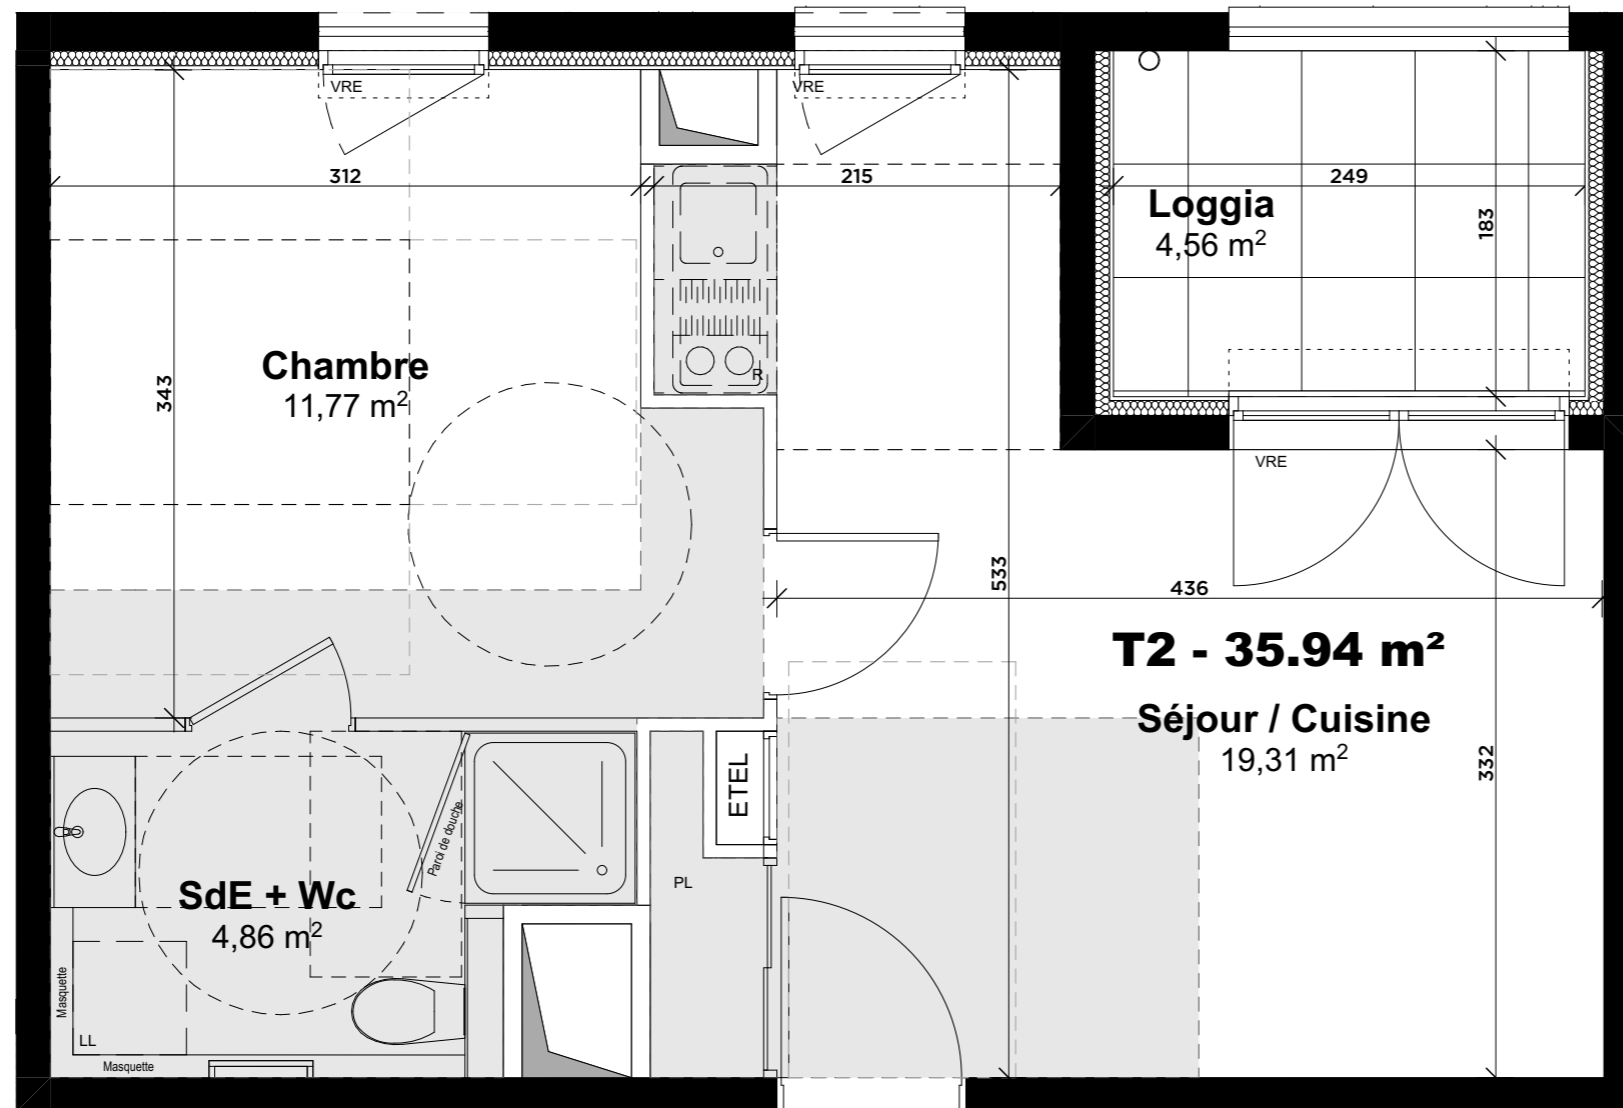 VRE
VRE
312
215
249
Loggia
4,56 m²
183
Chambre
11,77 m²
343
R
VRE
533
436
T2 - 35.94 m²
Séjour / Cuisine
19,31 m²
332
ETEL
Paroi de douche
PL
SdE + Wc
4,86 m²
Masquette
LL
Masquette